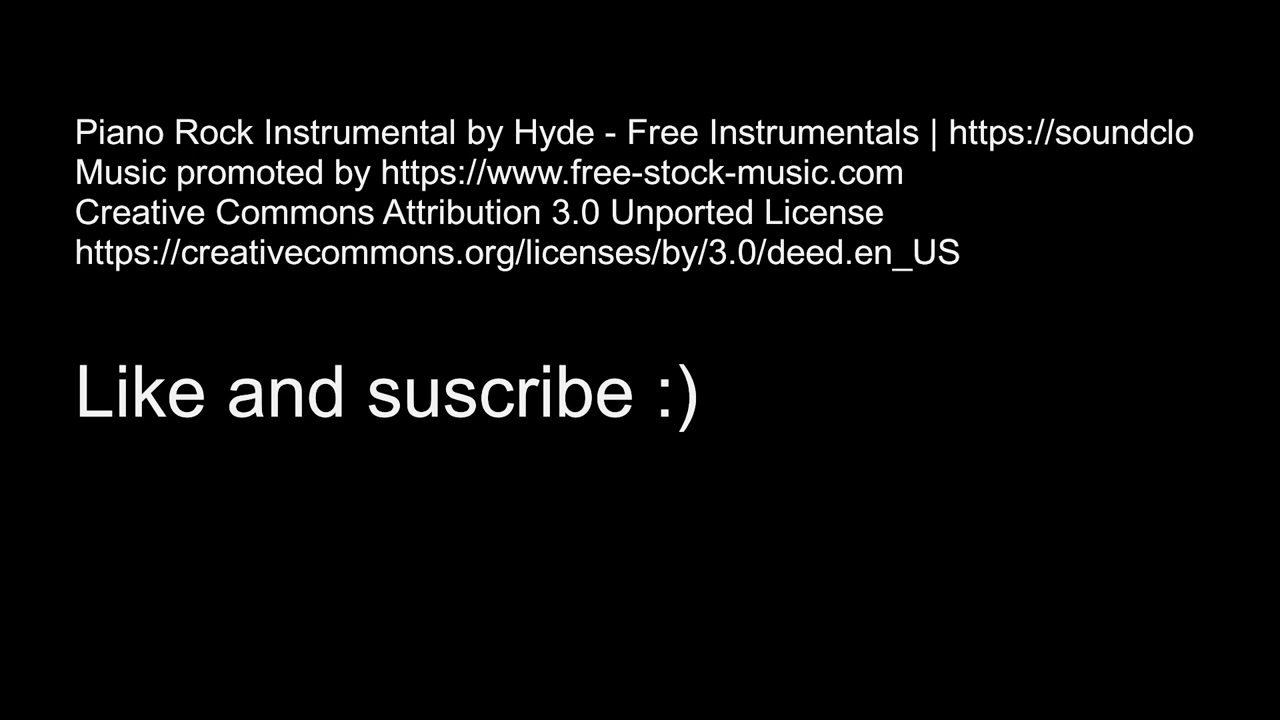 Piano Rock Instrumental by Hyde - Free Instrumentals | https://soundclo
Music promoted by https://www.free-stock-music.com
Creative Commons Attribution 3.0 Unported License
https://creativecommons.org/licenses/by/3.0/deed.en_US
Like and suscribe :)